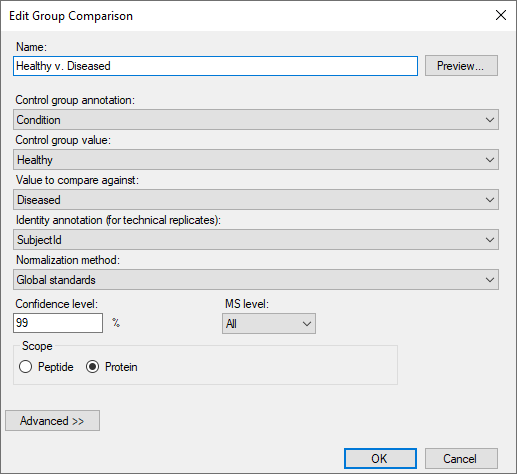 Edit Group Comparison
Name:
Healthy v. Diseased
Preview...
Control group annotation:
Condition
Control group value:
Healthy
Value to compare against:
Diseased
Identity annotation (for technical replicates):
SubjectId
Normalization method:
Global standards
Confidence level: MS level:
99 % All
Scope
Peptide Protein
Advanced >>
OK Cancel